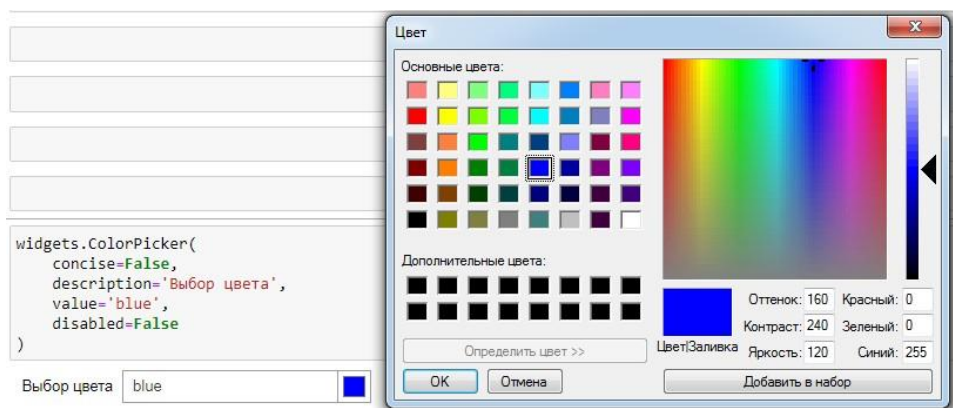 widgets.ColorPicker(
    concise=False,
    description='Выбор цвета',
    value='blue',
    disabled=False
)
Выбор цвета blue
Цвет
Основные цвета:
Дополнительные цвета:
Определить цвет >>
OK Отмена
Цвет|Заливка
Оттенок: 160 Красный: 0
Контраст: 240 Зеленый: 0
Яркость: 120 Синий: 255
Добавить в набор